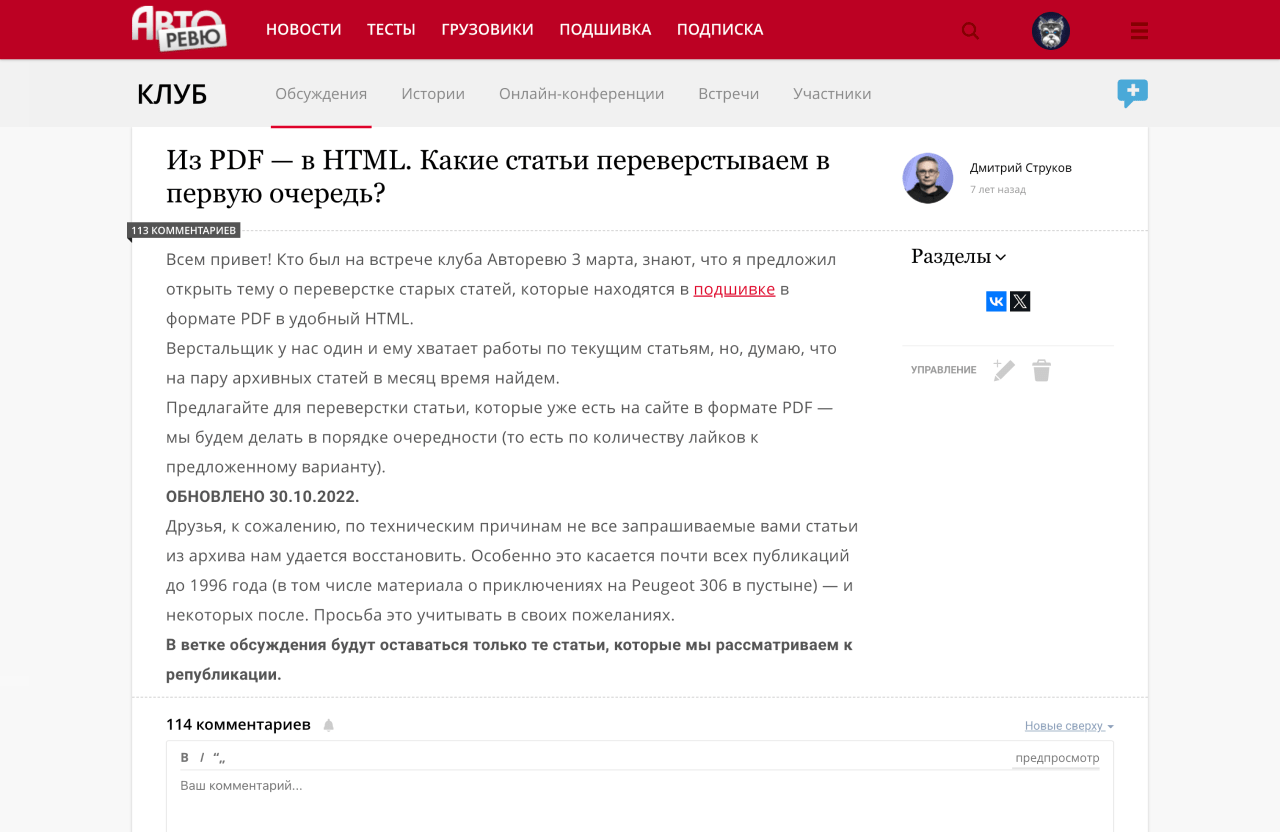 АВТО
РЕВЮ
НОВОСТИ ТЕСТЫ ГРУЗОВИКИ ПОДШИВКА ПОДПИСКА
КЛУБ
Обсуждения Истории Онлайн-конференции Встречи Участники
Из PDF — в HTML. Какие статьи переверстываем в
первую очередь?
Дмитрий Струков
7 лет назад
113 КОММЕНТАРИЕВ
Всем привет! Кто был на встрече клуба Авторевю 3 марта, знают, что я предложил
открыть тему о переверстке старых статей, которые находятся в подшивке в
формате PDF в удобный HTML.
Верстальщик у нас один и ему хватает работы по текущим статьям, но, думаю, что
на пару архивных статей в месяц время найдем.
Предлагайте для переверстки статьи, которые уже есть на сайте в формате PDF —
мы будем делать в порядке очередности (то есть по количеству лайков к
предложенному варианту).
ОБНОВЛЕНО 30.10.2022.
Друзья, к сожалению, по техническим причинам не все запрашиваемые вами статьи
из архива нам удается восстановить. Особенно это касается почти всех публикаций
до 1996 года (в том числе материала о приключениях на Peugeot 306 в пустыне) — и
некоторых после. Просьба это учитывать в своих пожеланиях.
В ветке обсуждения будут оставаться только те статьи, которые мы рассматриваем к
републикации.
Разделы
УПРАВЛЕНИЕ
114 комментариев
Новые сверху
B I “„
предпросмотр
Ваш комментарий...